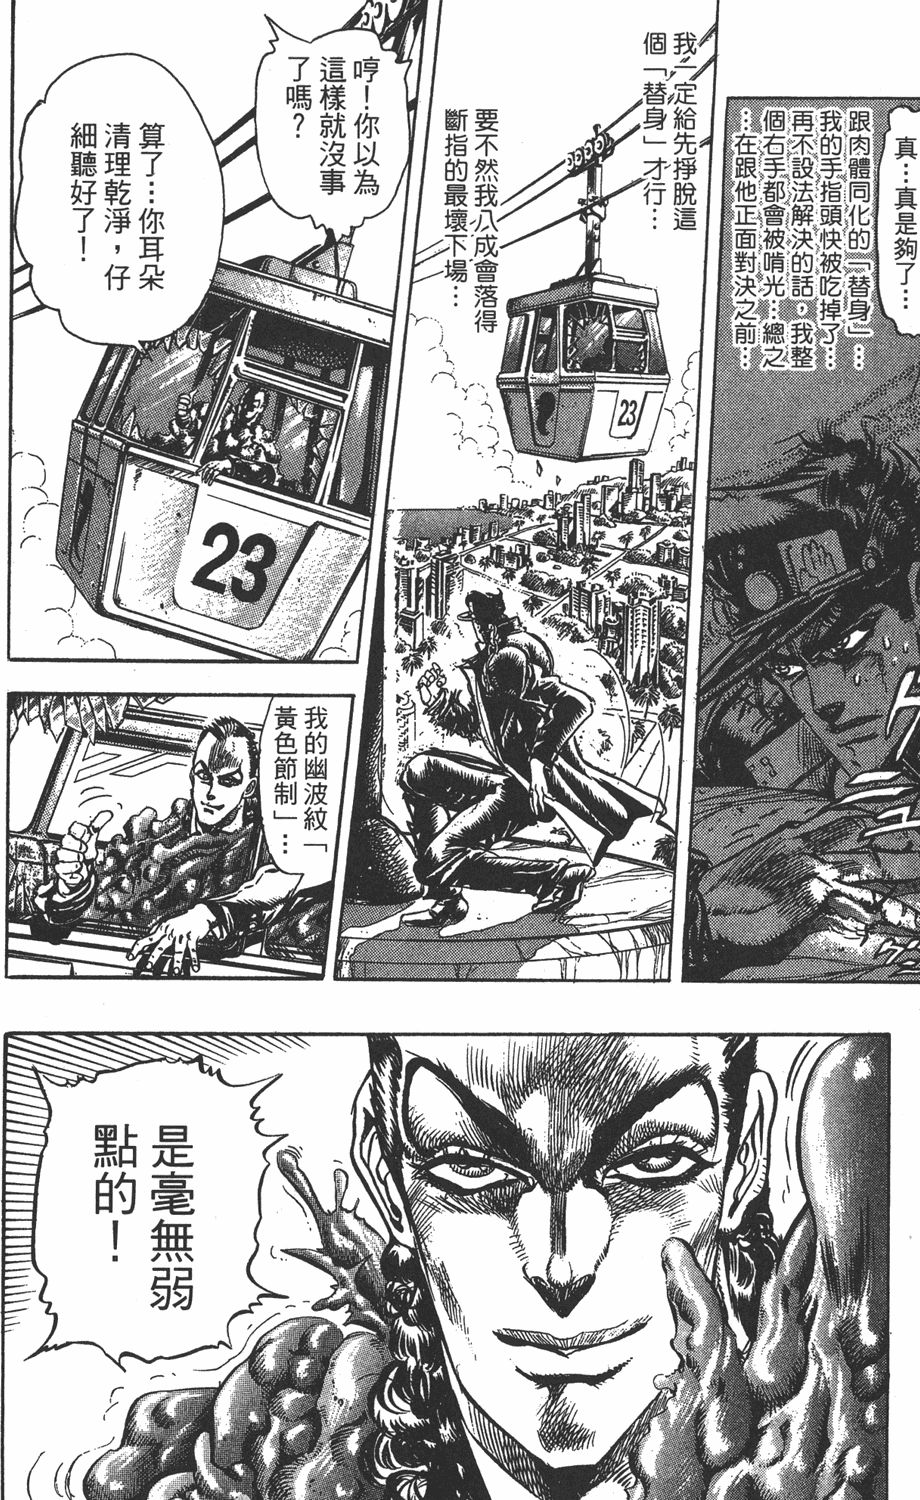 真…真是夠了…
跟肉體同化的「替身」…
我的手指頭快被吃掉了…
再不設法解決的話，我整
個右手都會被啃光…總之
…在跟他正面對決之前…
我一定給先掙脫這
個「替身」才行…
要不然我八成會落得
斷指的最壞下場…
23
哼！你以為
這樣就沒事
了嗎？
算了…你耳朵
清理乾淨，仔
細聽好了！
23
我的幽波紋「
黃色節制」…
是毫無弱
點的！